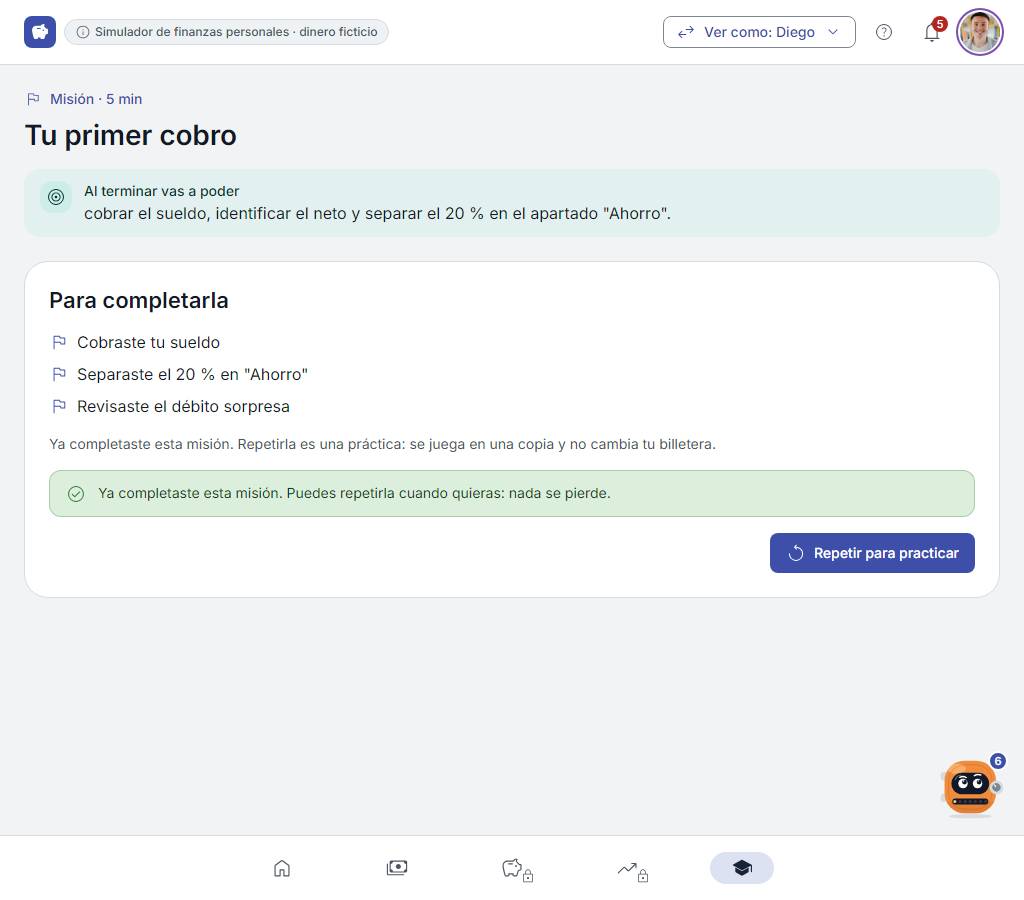 Simulador de finanzas personales · dinero ficticio
Ver como: Diego
5
Misión · 5 min
Tu primer cobro
Al terminar vas a poder
cobrar el sueldo, identificar el neto y separar el 20 % en el apartado "Ahorro".
Para completarla
Cobraste tu sueldo
Separaste el 20 % en "Ahorro"
Revisaste el débito sorpresa
Ya completaste esta misión. Repetirla es una práctica: se juega en una copia y no cambia tu billetera.
Ya completaste esta misión. Puedes repetirla cuando quieras: nada se pierde.
Repetir para practicar
6